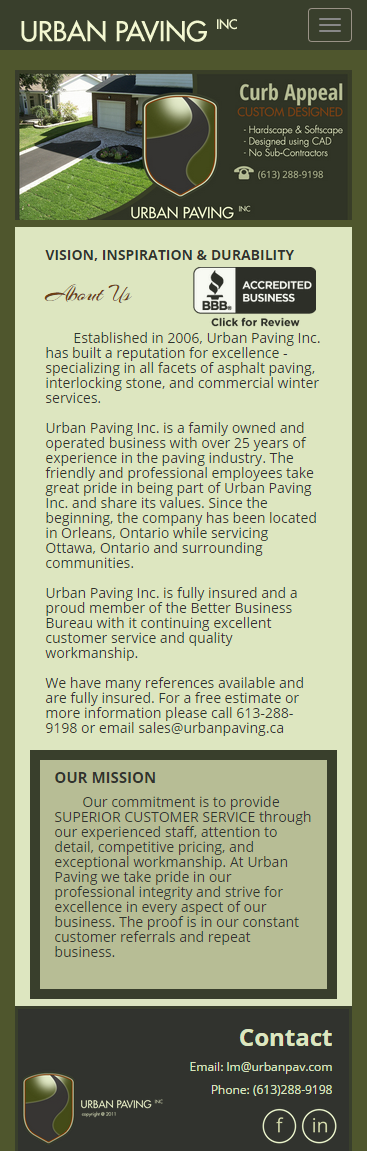 URBAN PAVING INC
Curb Appeal
CUSTOM DESIGNED
- Hardscape & Softscape
- Designed using CAD
- No Sub-Contractors
(613) 288-9198
URBAN PAVING INC
VISION, INSPIRATION & DURABILITY
About Us
BBB ACCREDITED BUSINESS
Click for Review
Established in 2006, Urban Paving Inc.
has built a reputation for excellence -
specializing in all facets of asphalt paving,
interlocking stone, and commercial winter
services.
Urban Paving Inc. is a family owned and
operated business with over 25 years of
experience in the paving industry. The
friendly and professional employees take
great pride in being part of Urban Paving
Inc. and share its values. Since the
beginning, the company has been located
in Orleans, Ontario while servicing
Ottawa, Ontario and surrounding
communities.
Urban Paving Inc. is fully insured and a
proud member of the Better Business
Bureau with it continuing excellent
customer service and quality
workmanship.
We have many references available and
are fully insured. For a free estimate or
more information please call 613-288-
9198 or email sales@urbanpaving.ca
OUR MISSION
Our commitment is to provide
SUPERIOR CUSTOMER SERVICE through
our experienced staff, attention to
detail, competitive pricing, and
exceptional workmanship. At Urban
Paving we take pride in our
professional integrity and strive for
excellence in every aspect of our
business. The proof is in our constant
customer referrals and repeat
business.
Contact
Email: lm@urbanpav.com
Phone: (613)288-9198
URBAN PAVING INC
copyright © 2011
f in